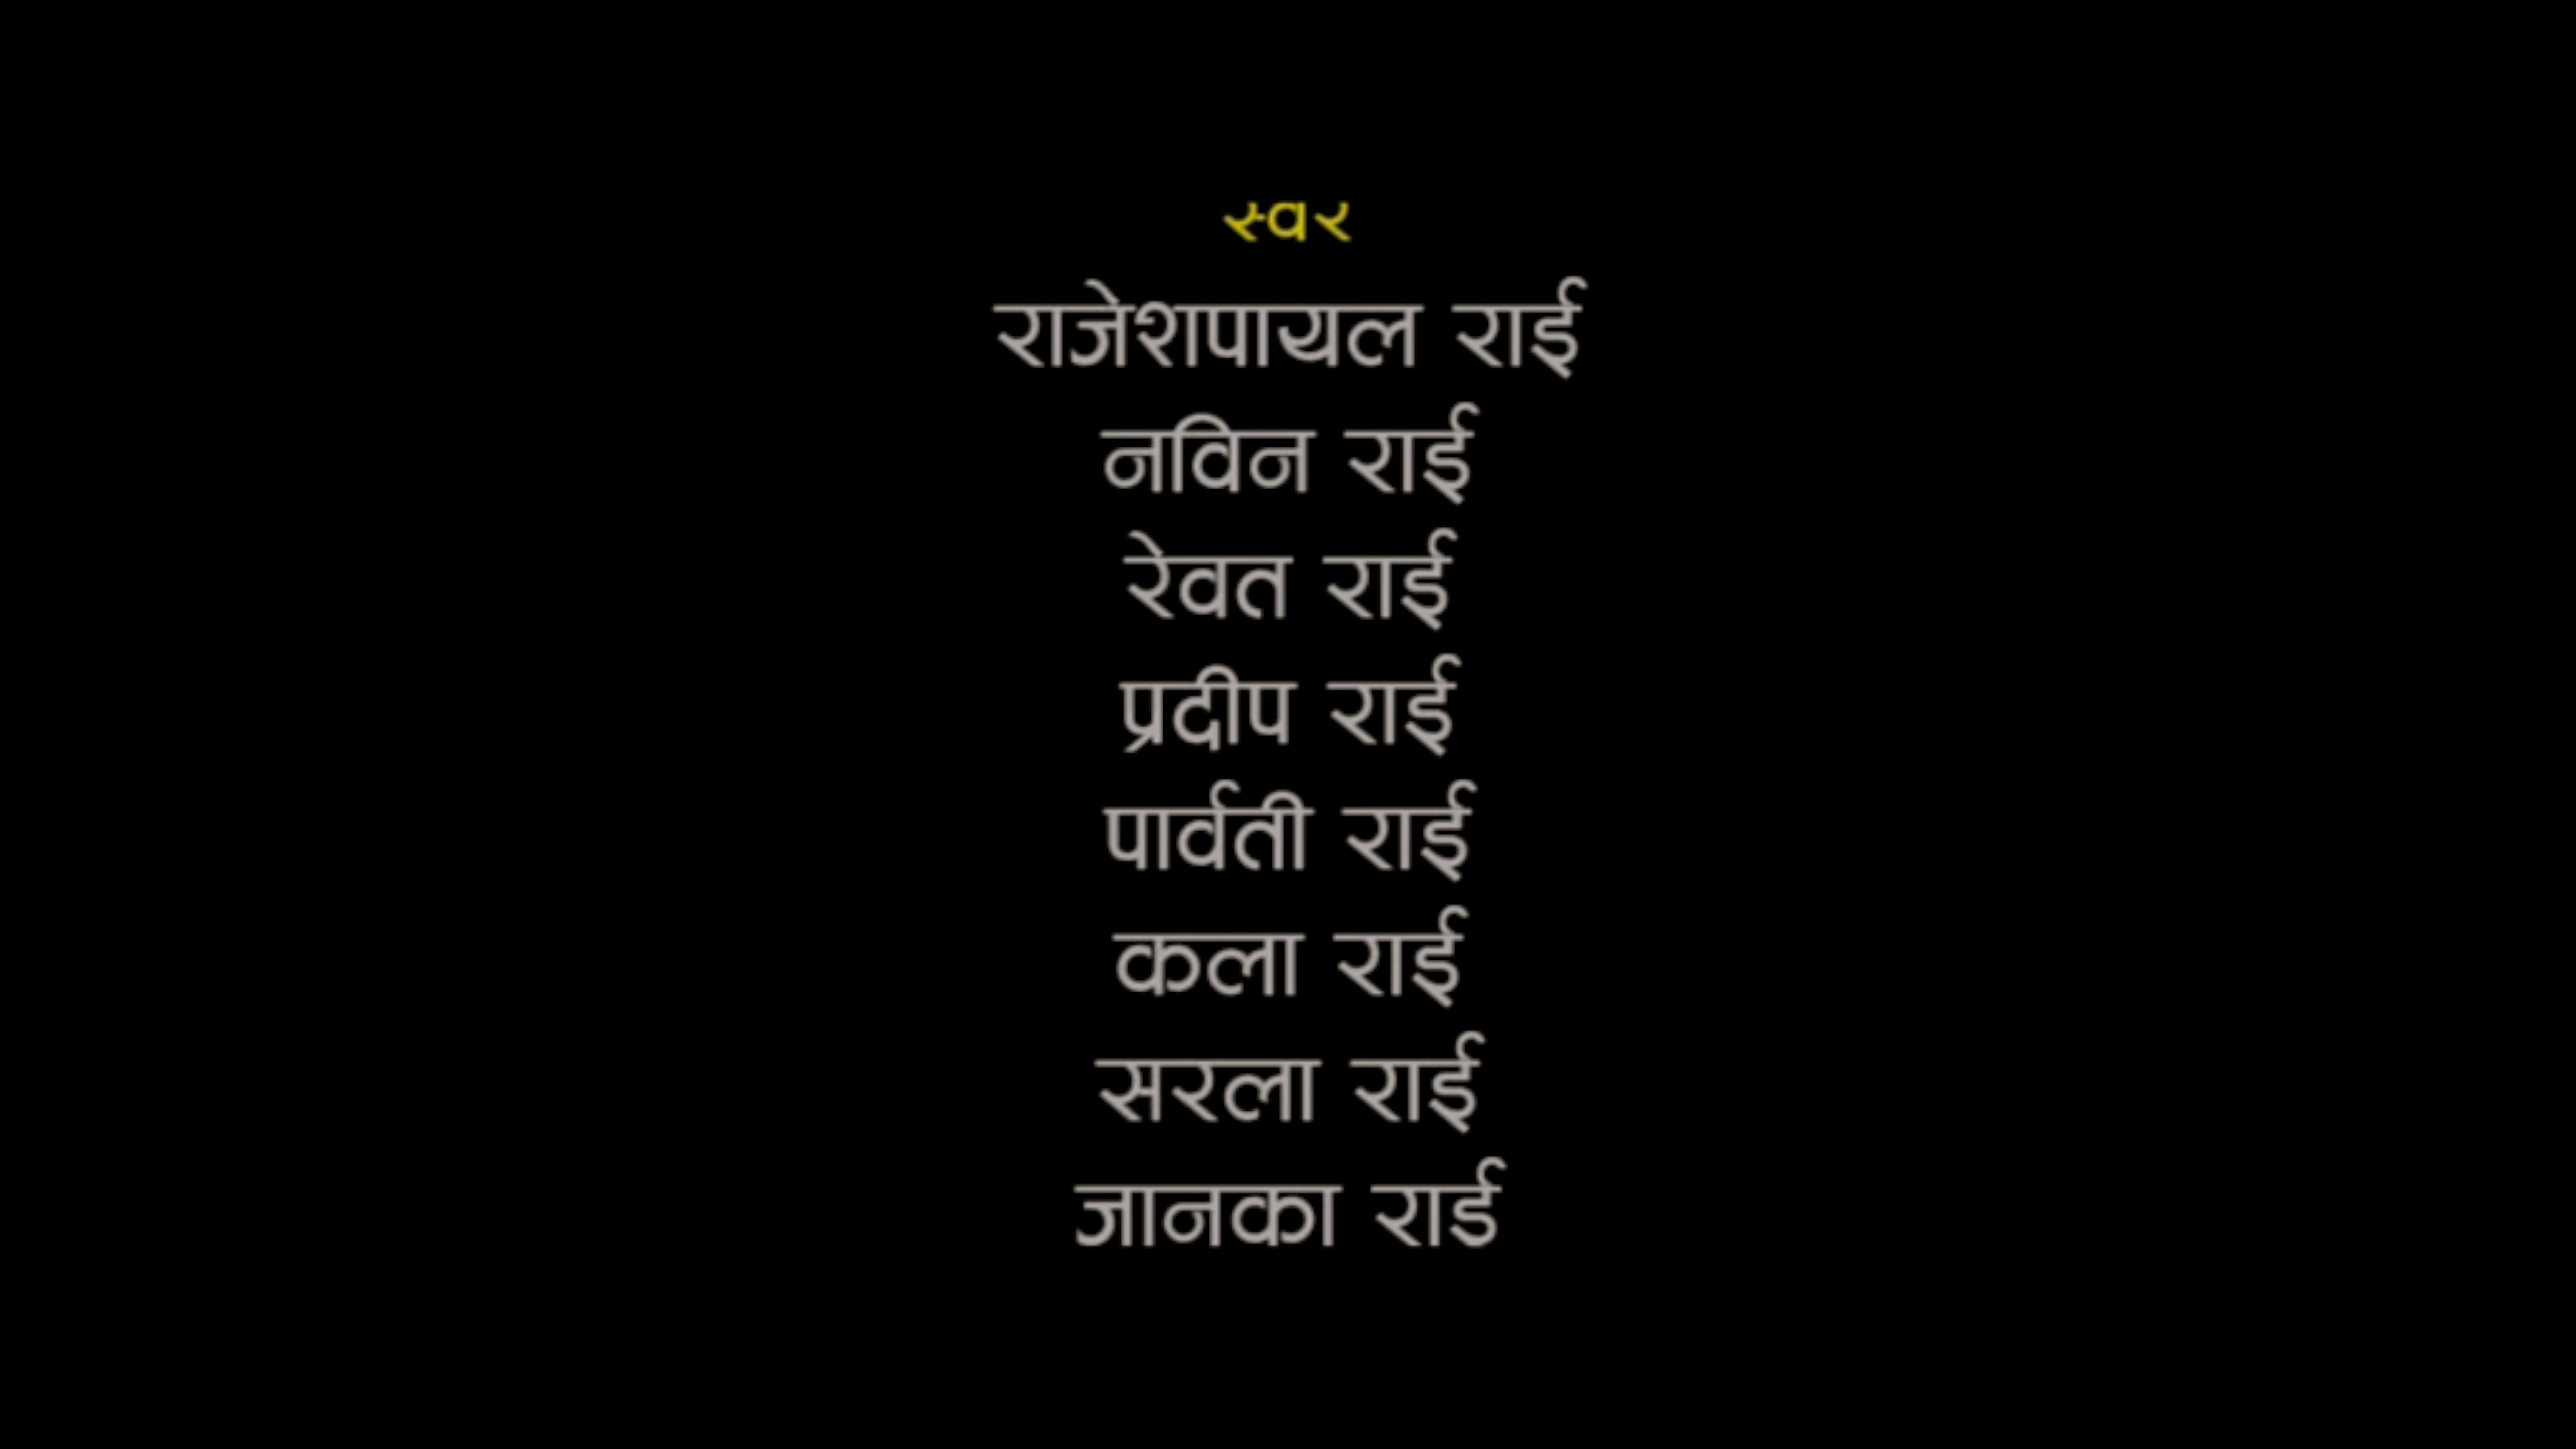 स्वर
राजेशपायल राई
नविन राई
रेवत राई
प्रदीप राई
पार्वती राई
कला राई
सरला राई
जानका राई